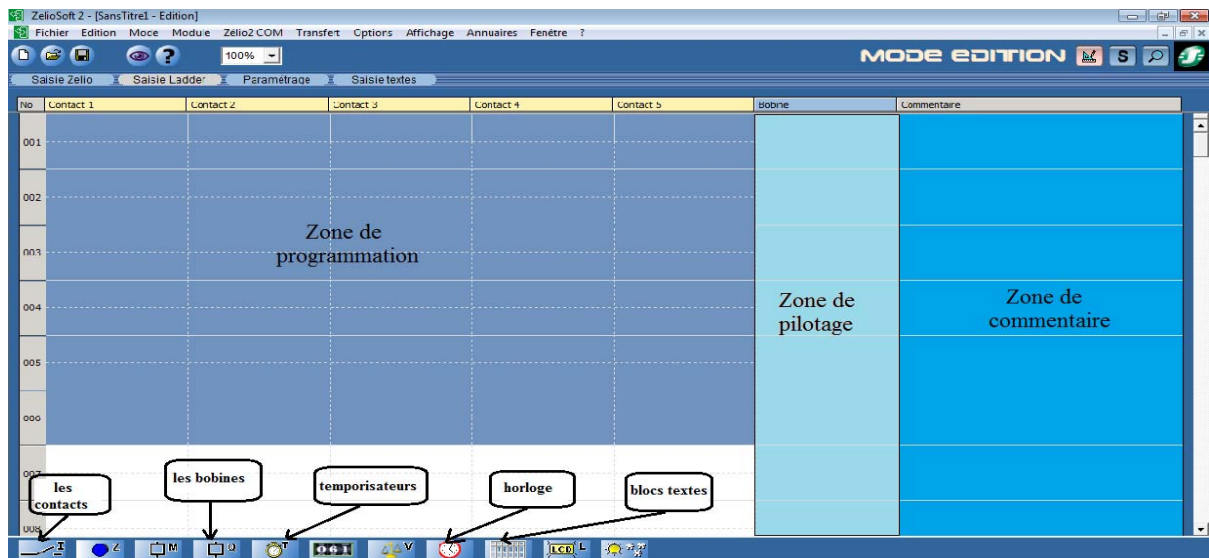 ZelioSoft 2 - [SansTitre1 - Edition]
Fichier Edition Mode Module Zélio2 COM Transfert Options Affichage Annuaires Fenêtre ?
100% MODE EDITION S
Saisie Zelio Saisie Ladder Paramétrage Saisie textes
No Contact 1 Contact 2 Contact 3 Contact 4 Contact 5 Bobine Commentaire
001
002
Zone de
programmation
003
004
Zone de
pilotage
Zone de
commentaire
005
006
007
les
contacts
les bobines
temporisateurs
horloge
blocs textes
008
I Z M Q T 061 V LCD L